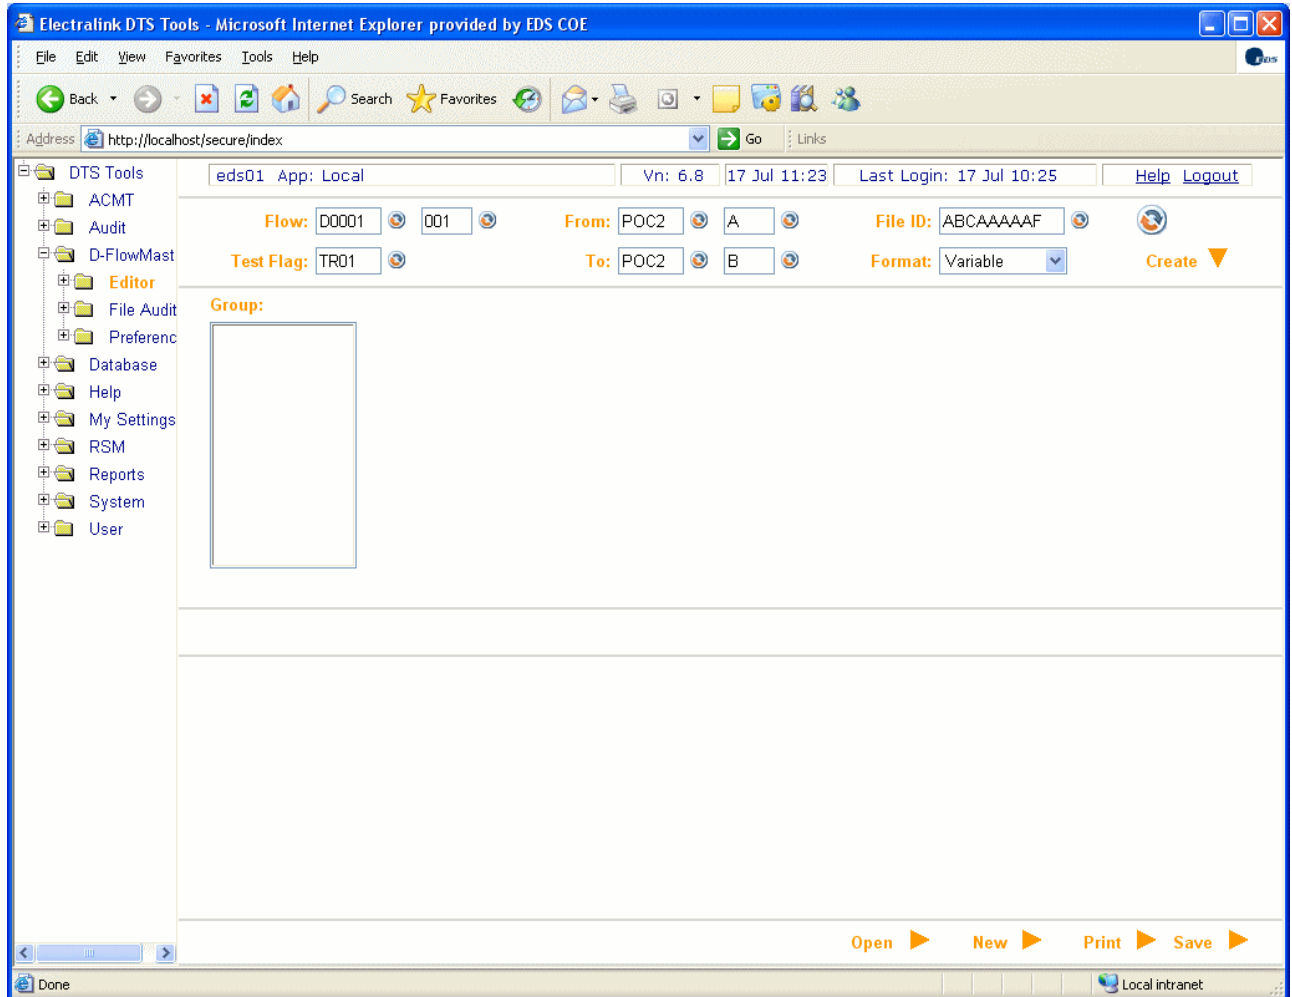 Electralink DTS Tools - Microsoft Internet Explorer provided by EDS COE
File Edit View Favorites Tools Help
Back Search Favorites
Address http://localhost/secure/index Go Links
DTS Tools
ACMT
Audit
D-FlowMast
Editor
File Audit
Preferenc
Database
Help
My Settings
RSM
Reports
System
User
eds01 App: Local Vn: 6.8 17 Jul 11:23 Last Login: 17 Jul 10:25 Help Logout
Flow: D0001 001 From: POC2 A File ID: ABCAAAAAF
Test Flag: TR01 To: POC2 B Format: Variable Create
Group:
Open New Print Save
Done Local intranet